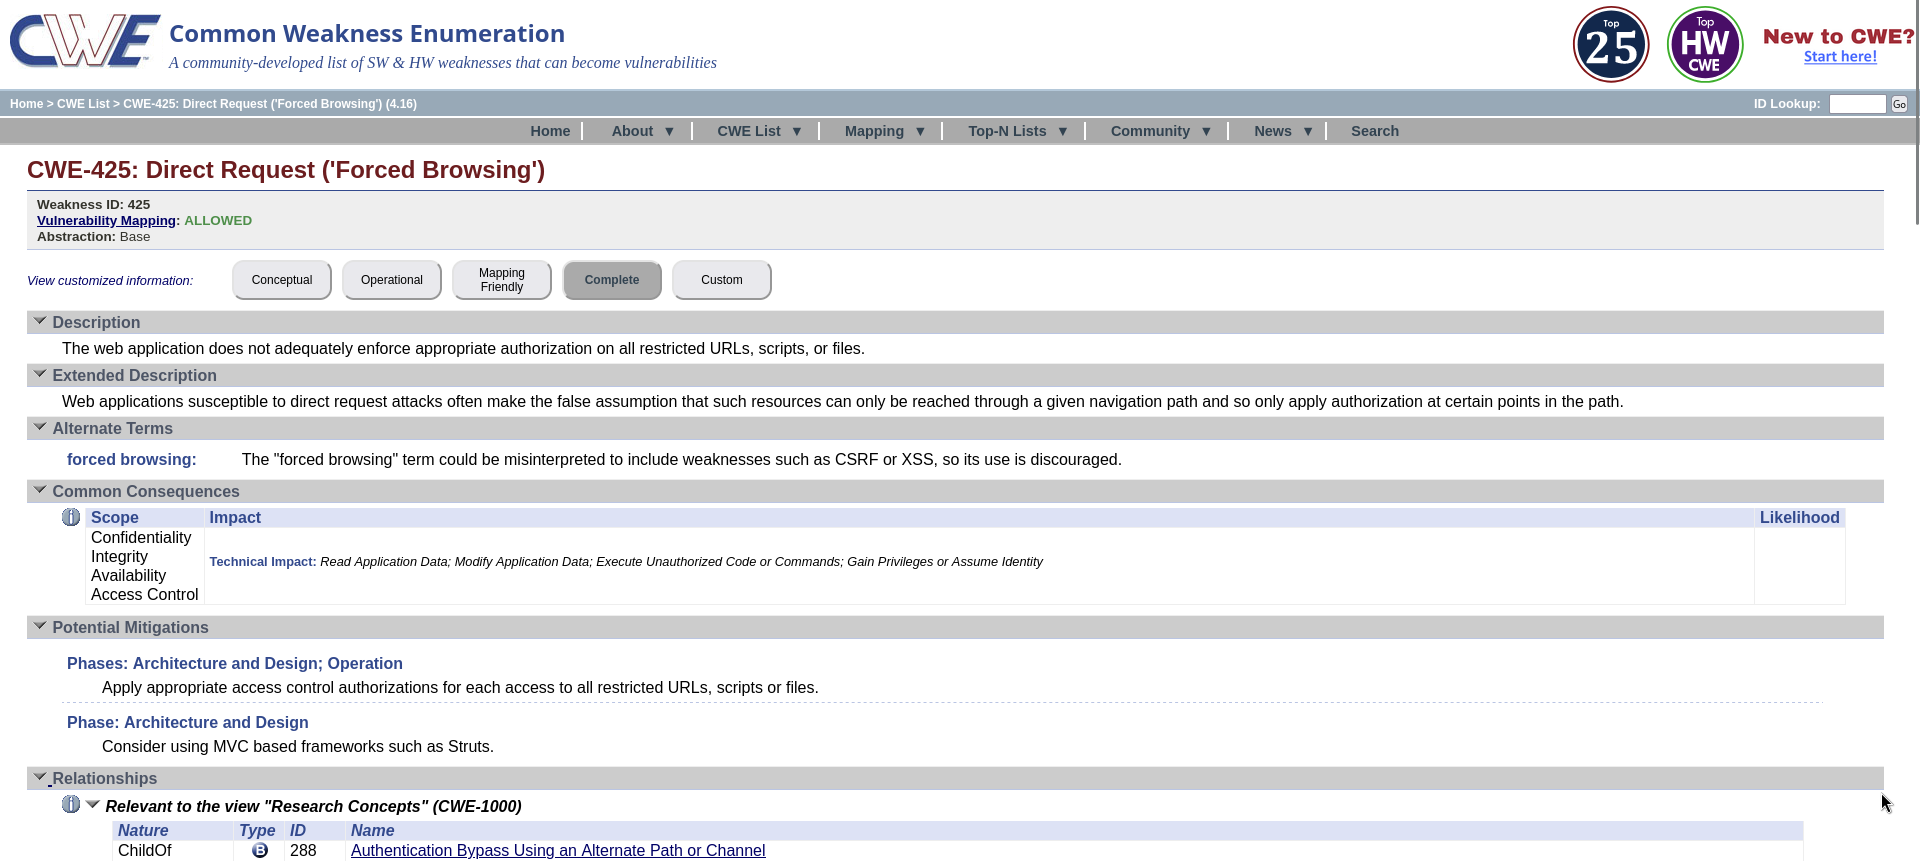 CWE™
Common Weakness Enumeration
A community-developed list of SW & HW weaknesses that can become vulnerabilities
Top 25
Top HW CWE
New to CWE?
Start here!
Home > CWE List > CWE-425: Direct Request ('Forced Browsing') (4.16)
ID Lookup: Go
Home About ▼ CWE List ▼ Mapping ▼ Top-N Lists ▼ Community ▼ News ▼ Search
CWE-425: Direct Request ('Forced Browsing')
Weakness ID: 425
Vulnerability Mapping: ALLOWED
Abstraction: Base
View customized information: Conceptual Operational Mapping Friendly Complete Custom
Description
The web application does not adequately enforce appropriate authorization on all restricted URLs, scripts, or files.
Extended Description
Web applications susceptible to direct request attacks often make the false assumption that such resources can only be reached through a given navigation path and so only apply authorization at certain points in the path.
Alternate Terms
forced browsing: The "forced browsing" term could be misinterpreted to include weaknesses such as CSRF or XSS, so its use is discouraged.
Common Consequences
Scope Impact Likelihood
Confidentiality
Integrity
Availability
Access Control
Technical Impact: Read Application Data; Modify Application Data; Execute Unauthorized Code or Commands; Gain Privileges or Assume Identity
Potential Mitigations
Phases: Architecture and Design; Operation
Apply appropriate access control authorizations for each access to all restricted URLs, scripts or files.
Phase: Architecture and Design
Consider using MVC based frameworks such as Struts.
Relationships
Relevant to the view "Research Concepts" (CWE-1000)
Nature Type ID Name
ChildOf B 288 Authentication Bypass Using an Alternate Path or Channel